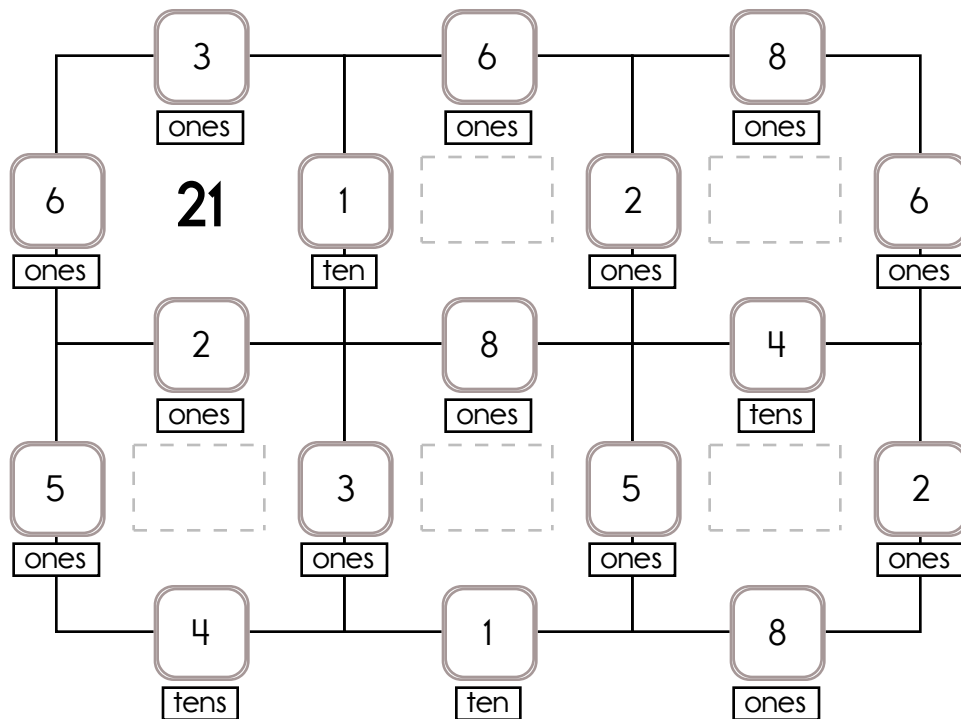 3 6 8
ones ones ones
6 21 1 2 6
ones ten ones ones
2 8 4
ones ones tens
5 3 5 2
ones ones ones ones
4 1 8
tens ten ones